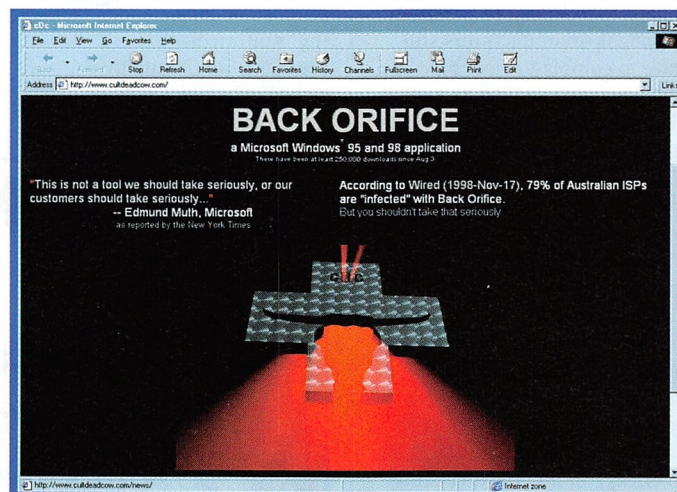 cDc - Microsoft Internet Explorer
File Edit View Go Favorites Help
Back Forward Stop Refresh Home Search Favorites History Channels Fullscreen Mail Print Edit
Address http://www.cultdeadcow.com/ Links
BACK ORIFICE
a Microsoft Windows 95 and 98 application
These have been at least 250,000 downloads since Aug 3
"This is not a tool we should take seriously, or our
customers should take seriously..."
-- Edmund Muth, Microsoft
as reported by the New York Times
According to Wired (1998-Nov-17), 79% of Australian ISPs
are "infected" with Back Orifice.
But you shouldn't take that seriously
cDc
http://www.cultdeadcow.com/news/
Internet zone